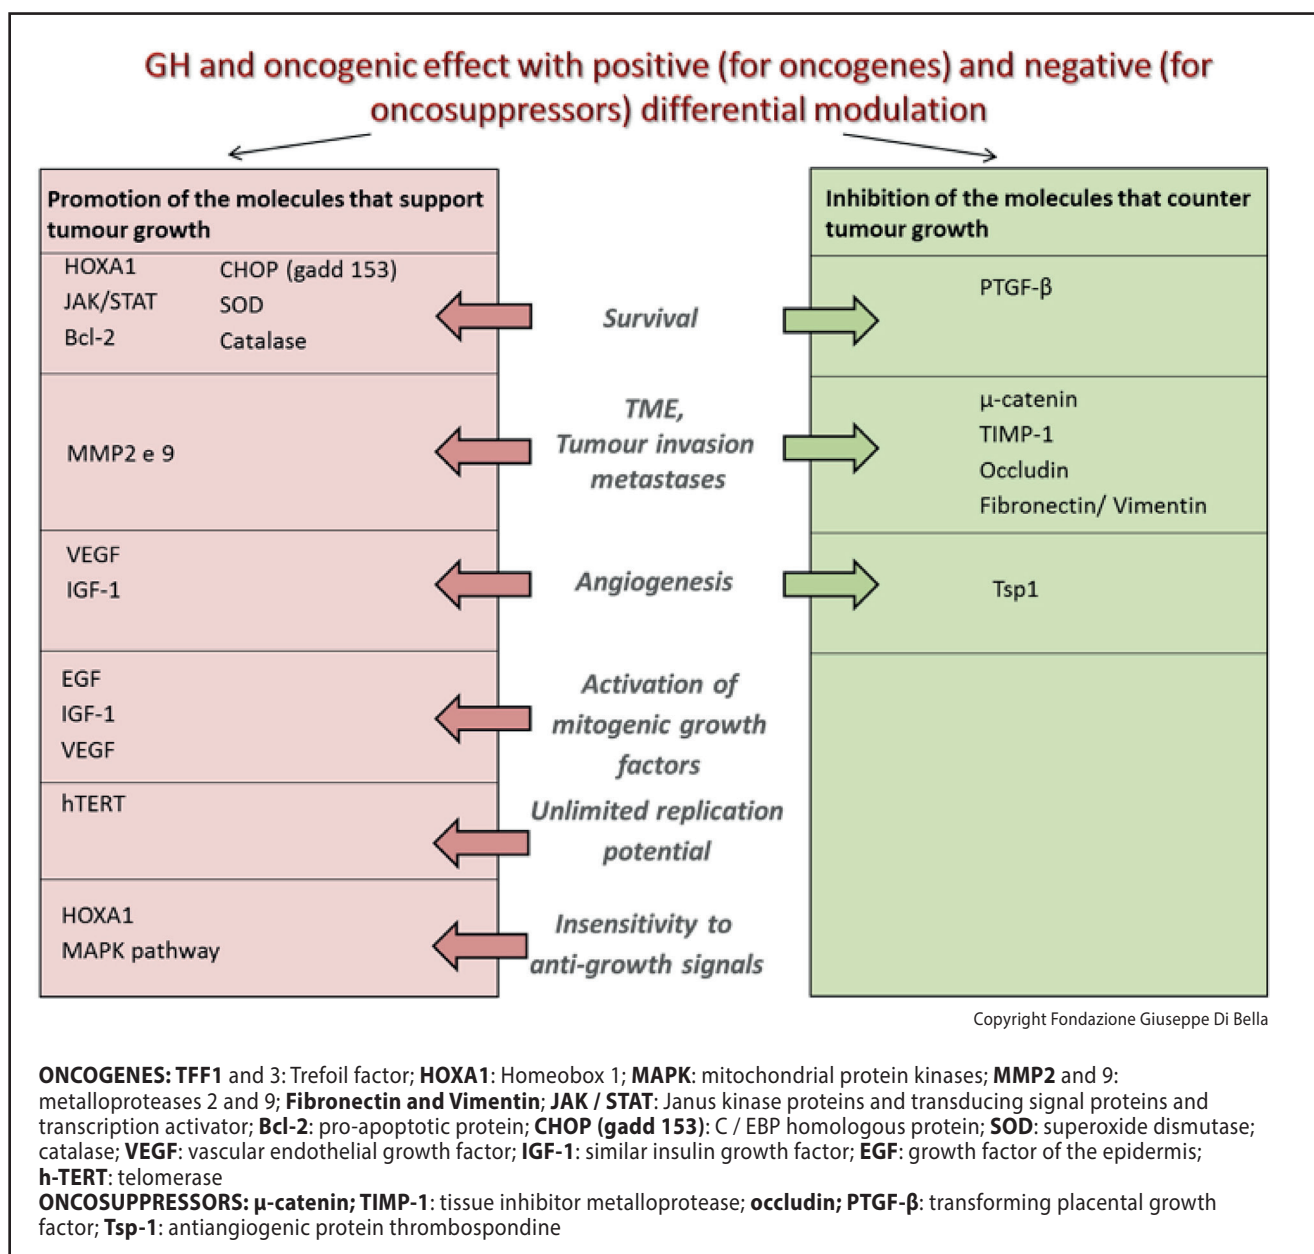 GH and oncogenic effect with positive (for oncogenes) and negative (for
oncosuppressors) differential modulation
Promotion of the molecules that support
tumour growth
HOXA1
JAK/STAT
Bcl-2
CHOP (gadd 153)
SOD
Catalase
Survival
Inhibition of the molecules that counter
tumour growth
PTGF-β
MMP2 e 9
TME,
Tumour invasion
metastases
μ-catenin
TIMP-1
Occludin
Fibronectin/ Vimentin
VEGF
IGF-1
Angiogenesis
Tsp1
EGF
IGF-1
VEGF
Activation of
mitogenic growth
factors
hTERT
Unlimited replication
potential
HOXA1
MAPK pathway
Insensitivity to
anti-growth signals
Copyright Fondazione Giuseppe Di Bella
ONCOGENES: TFF1 and 3: Trefoil factor; HOXA1: Homeobox 1; MAPK: mitochondrial protein kinases; MMP2 and 9:
metalloproteases 2 and 9; Fibronectin and Vimentin; JAK / STAT: Janus kinase proteins and transducing signal proteins and
transcription activator; Bcl-2: pro-apoptotic protein; CHOP (gadd 153): C / EBP homologous protein; SOD: superoxide dismutase;
catalase; VEGF: vascular endothelial growth factor; IGF-1: similar insulin growth factor; EGF: growth factor of the epidermis;
h-TERT: telomerase
ONCOSUPPRESSORS: μ-catenin; TIMP-1: tissue inhibitor metalloprotease; occludin; PTGF-β: transforming placental growth
factor; Tsp-1: antiangiogenic protein thrombospondine